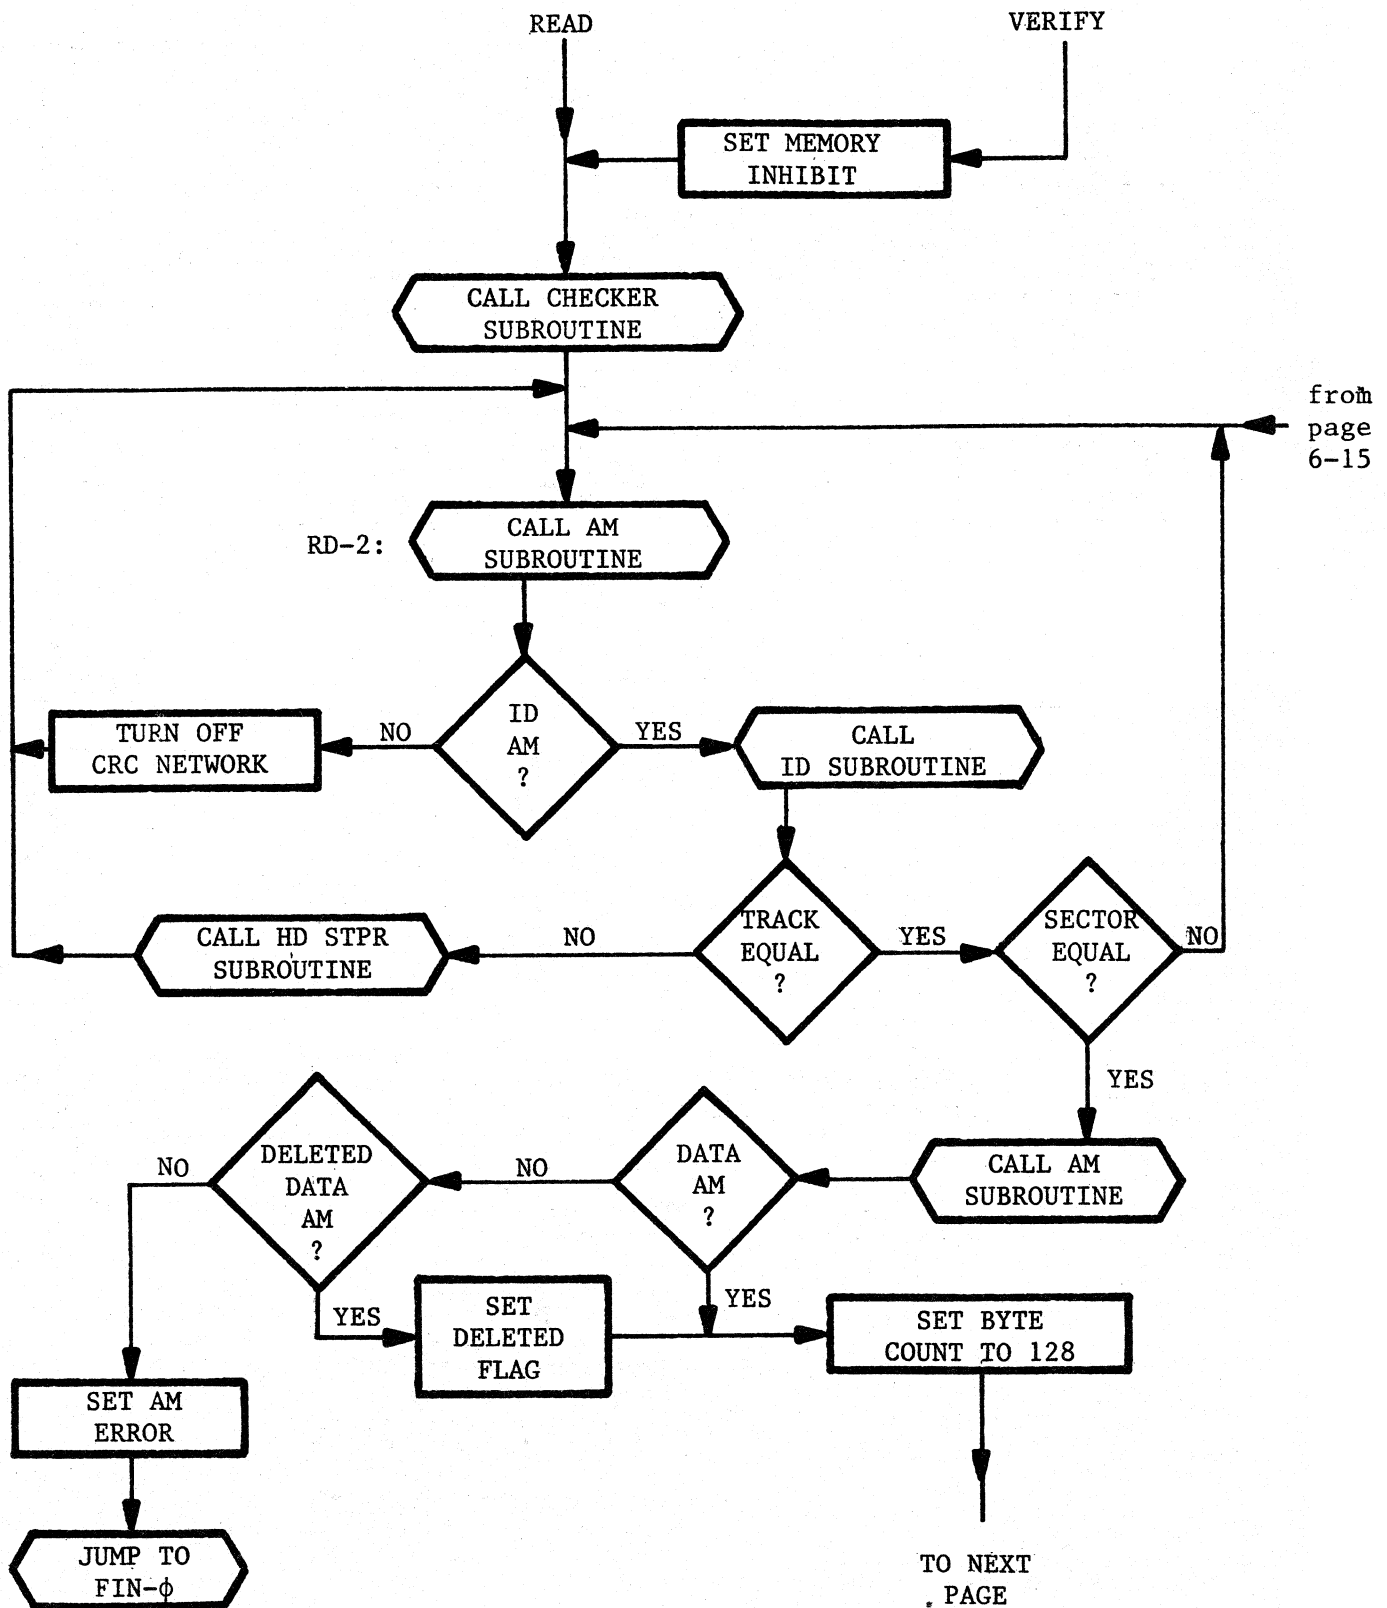 READ
VERIFY
SET MEMORY
INHIBIT
CALL CHECKER
SUBROUTINE
from
page
6-15
RD-2:
CALL AM
SUBROUTINE
ID
AM
?
NO
YES
TURN OFF
CRC NETWORK
CALL
ID SUBROUTINE
TRACK
EQUAL
?
NO
YES
CALL HD STPR
SUBROUTINE
SECTOR
EQUAL
?
NO
YES
CALL AM
SUBROUTINE
DATA
AM
?
NO
YES
DELETED
DATA
AM
?
NO
YES
SET
DELETED
FLAG
SET BYTE
COUNT TO 128
SET AM
ERROR
JUMP TO
FIN-ϕ
TO NEXT
PAGE